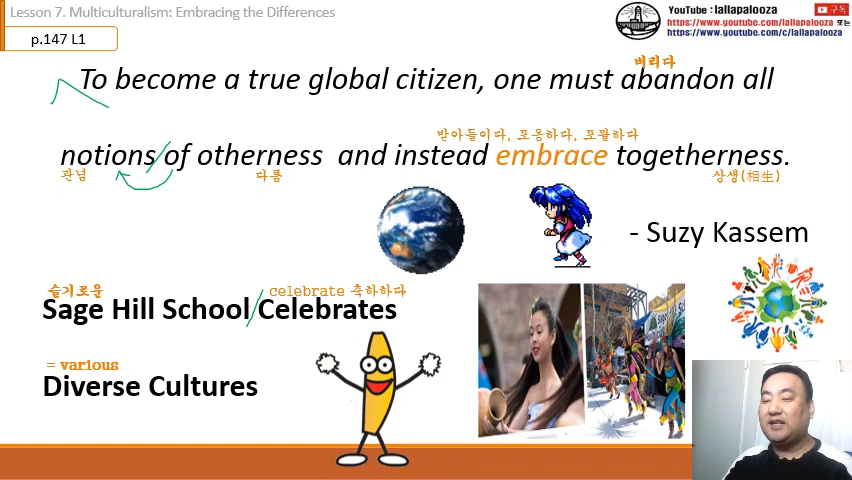 Lesson 7. Multiculturalism: Embracing the Differences
p.147 L1
YouTube : lallapalooza 구독
https://www.youtube.com/lallapalooza 또는
https://www.youtube.com/c/lallapalooza
버리다
To become a true global citizen, one must abandon all
받아들이다, 포옹하다, 포괄하다
notions of otherness and instead embrace togetherness.
관념 다름 상생(相生)
- Suzy Kassem
슬기로운 celebrate 축하하다
Sage Hill School Celebrates
= various
Diverse Cultures